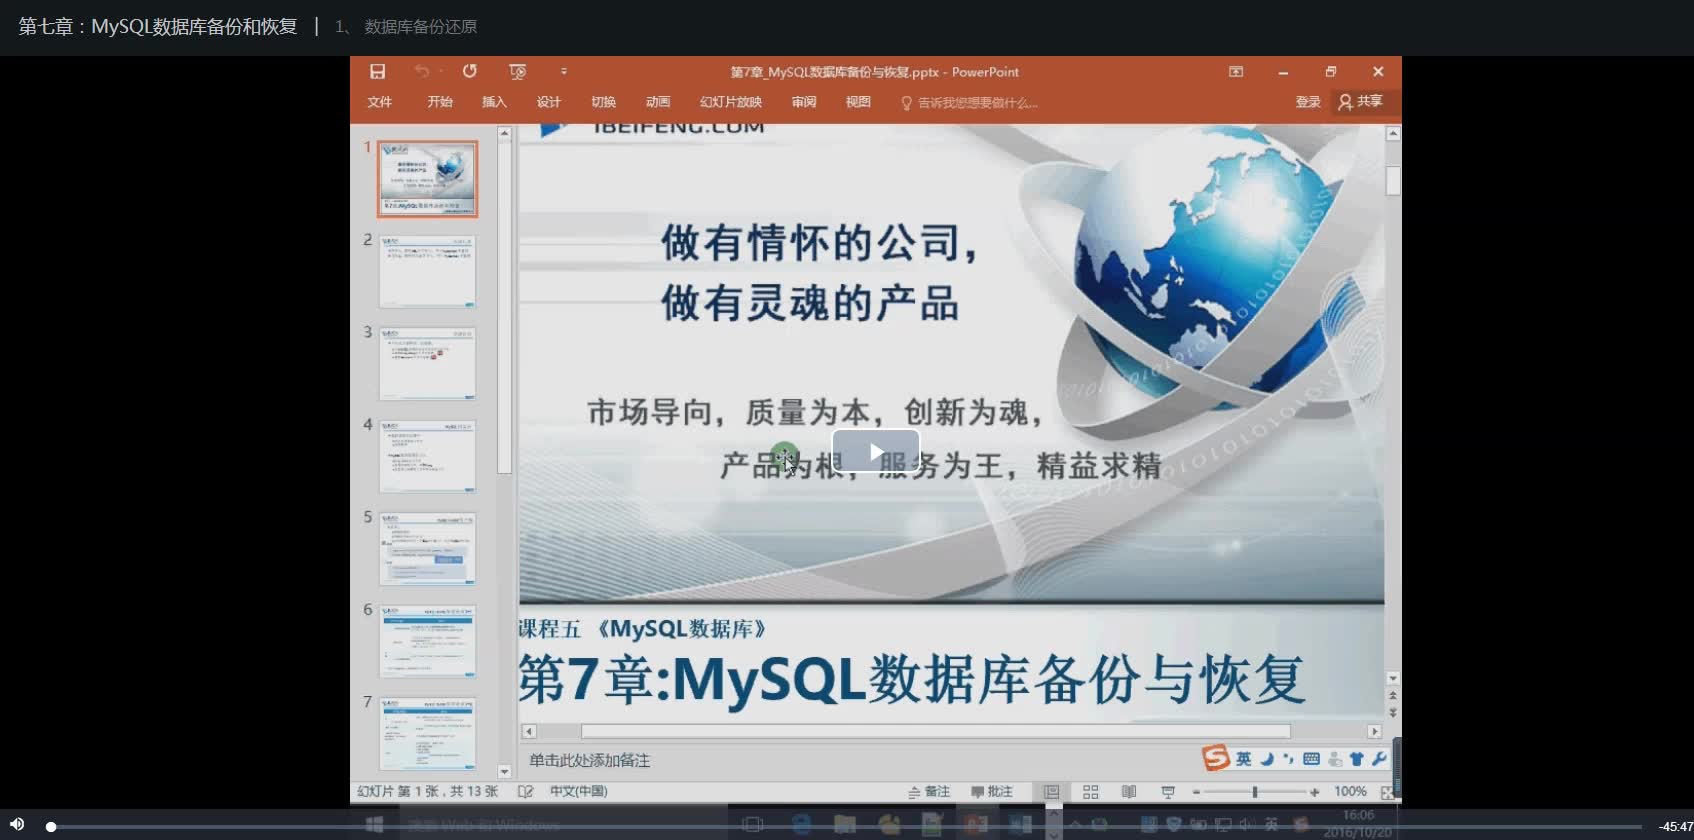 第七章：MySQL数据库备份和恢复 | 1、 数据库备份还原
第7章_MySQL数据库备份与恢复.pptx - PowerPoint
文件 开始 插入 设计 切换 动画 幻灯片放映 审阅 视图 告诉我您想要做什么... 登录 共享
1
2
3
4
5
6
7
IBEIFENG.COM
做有情怀的公司，
做有灵魂的产品
市场导向，质量为本，创新为魂，
产品为根，服务为王，精益求精
课程五 《MySQL数据库》
第7章:MySQL数据库备份与恢复
单击此处添加备注
英
幻灯片 第 1 张，共 13 张 中文(中国) 备注 批注 100%
搜索 Web 和 Windows
英
16:06
2016/10/20
-45:47